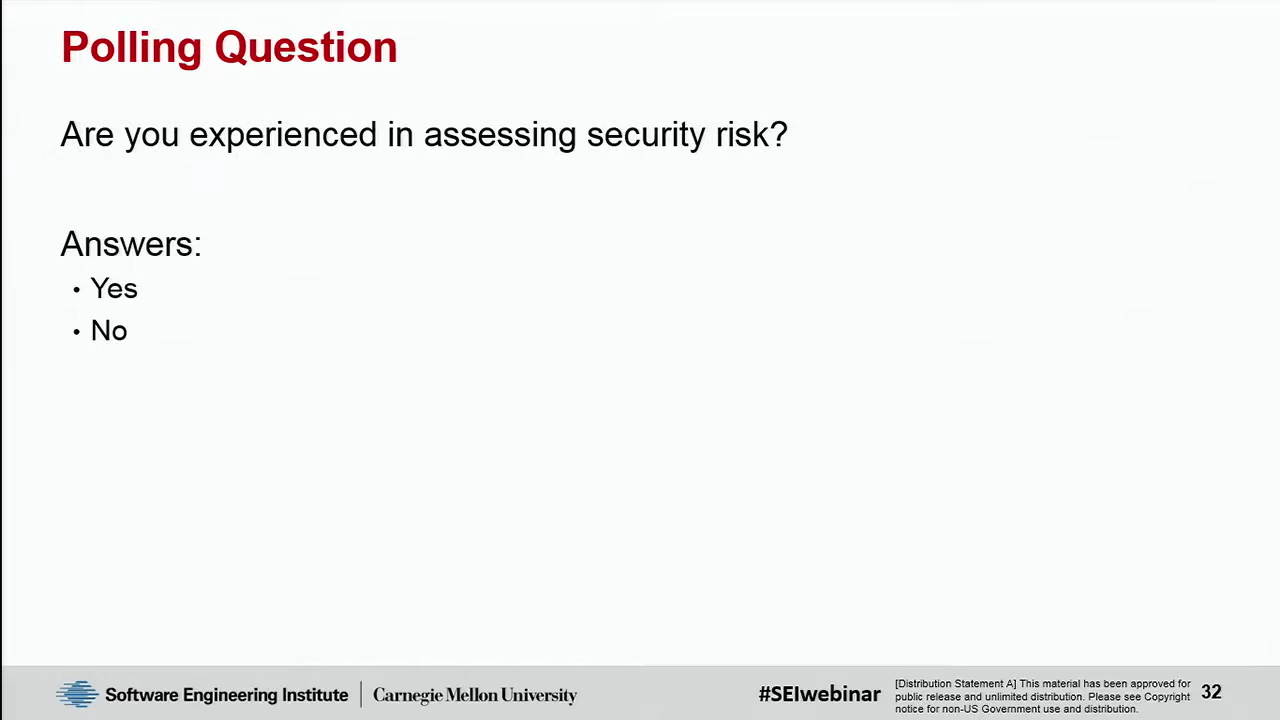 Polling Question
Are you experienced in assessing security risk?
Answers:
• Yes
• No
Software Engineering Institute | Carnegie Mellon University
#SEIwebinar
[Distribution Statement A] This material has been approved for
public release and unlimited distribution. Please see Copyright
notice for non-US Government use and distribution.
32